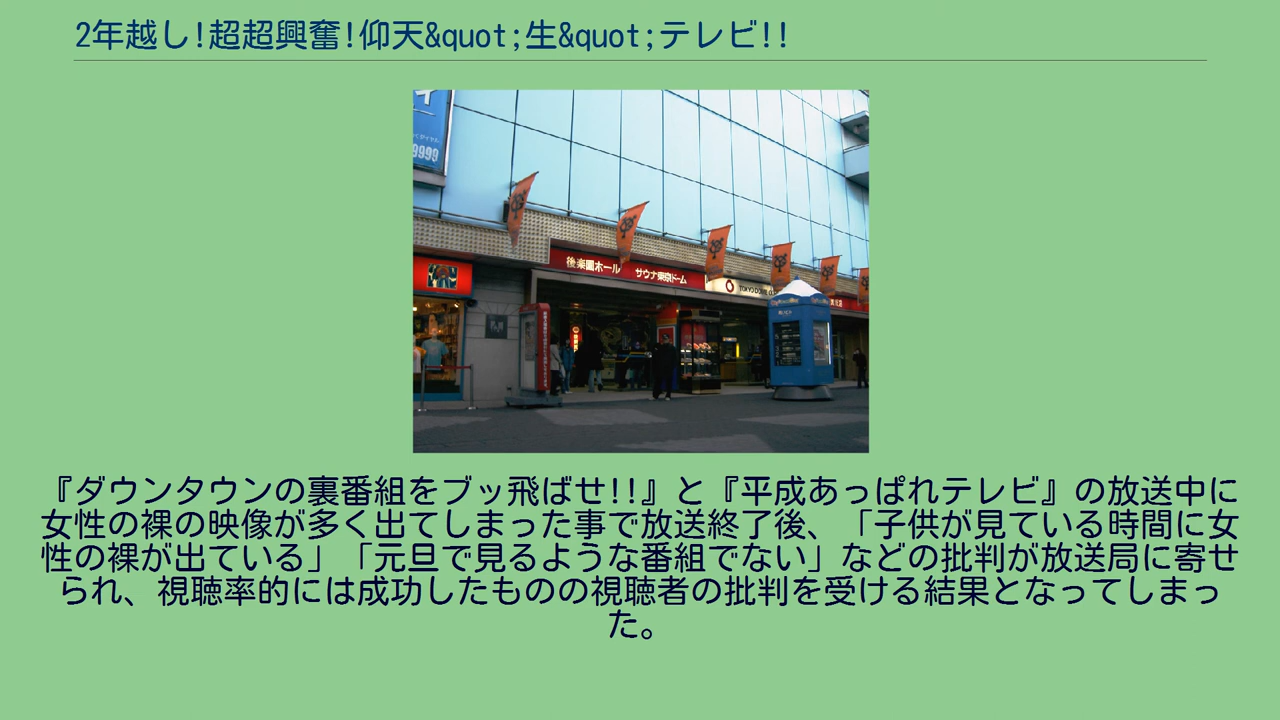 2年越し!超超興奮!仰天&quot;生&quot;テレビ!!
9999
後楽園ホール サウナ東京ドーム
TOKYO DOME
『ダウンタウンの裏番組をブッ飛ばせ!!』と『平成あっぱれテレビ』の放送中に
女性の裸の映像が多く出てしまった事で放送終了後、「子供が見ている時間に女
性の裸が出ている」「元旦で見るような番組でない」などの批判が放送局に寄せ
られ、視聴率的には成功したものの視聴者の批判を受ける結果となってしまっ
た。